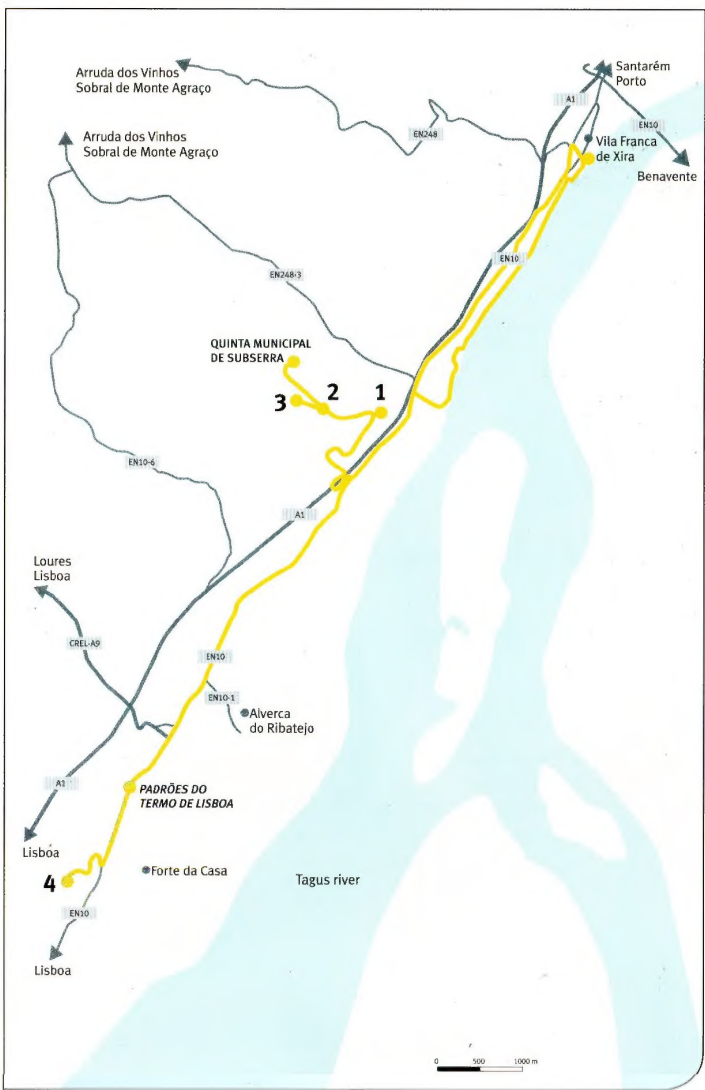 Arruda dos Vinhos
Sobral de Monte Agraço
Santarém
Porto
A1
EN10
EN248
Vila Franca
de Xira
Arruda dos Vinhos
Sobral de Monte Agraço
Benavente
EN10
EN248-3
QUINTA MUNICIPAL
DE SUBSERRA
3
2
1
EN10-6
A1
Loures
Lisboa
CREL-A9
EN10
EN10-1
Alverca
do Ribatejo
A1
PADRÕES DO
TERMO DE LISBOA
Lisboa
4
Forte da Casa
Tagus river
EN10
Lisboa
0 500 1000 m